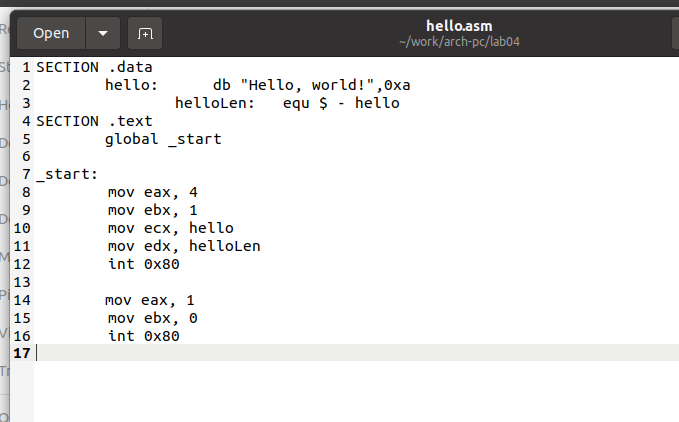 Open
hello.asm
~/work/arch-pc/lab04
1 SECTION .data
2 hello: db "Hello, world!",0xa
3 helloLen: equ $ - hello
4 SECTION .text
5 global _start
6
7 _start:
8 mov eax, 4
9 mov ebx, 1
10 mov ecx, hello
11 mov edx, helloLen
12 int 0x80
13
14 mov eax, 1
15 mov ebx, 0
16 int 0x80
17